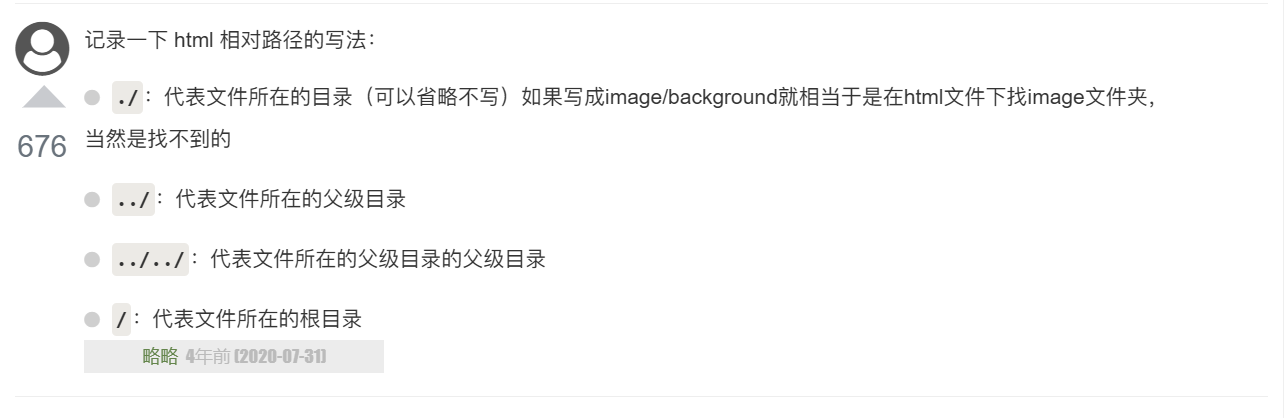 记录一下 html 相对路径的写法：
./： 代表文件所在的目录（可以省略不写）如果写成image/background就相当于是在html文件下找image文件夹，
676
当然是找不到的
../： 代表文件所在的父级目录
../../： 代表文件所在的父级目录的父级目录
/： 代表文件所在的根目录
略略 4年前 (2020-07-31)